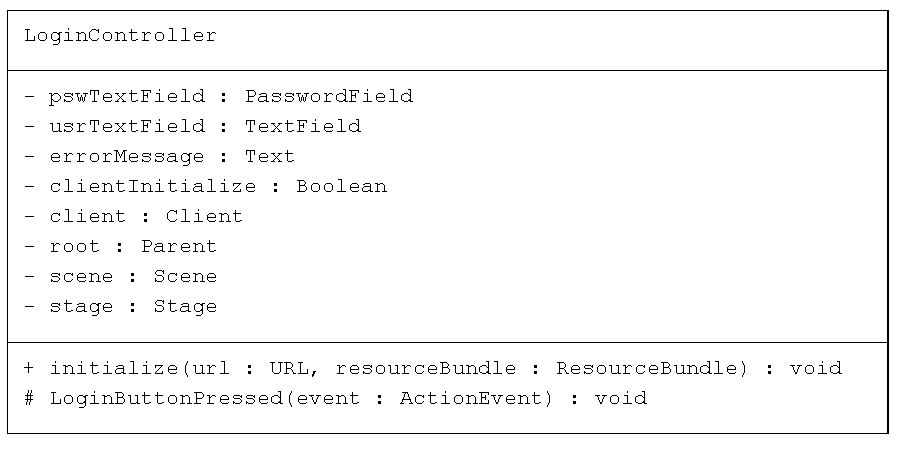 LoginController
- pswTextField : PasswordField
- usrTextField : TextField
- errorMessage : Text
- clientInitialize : Boolean
- client : Client
- root : Parent
- scene : Scene
- stage : Stage
+ initialize(url : URL, resourceBundle : ResourceBundle) : void
# LoginButtonPressed(event : ActionEvent) : void